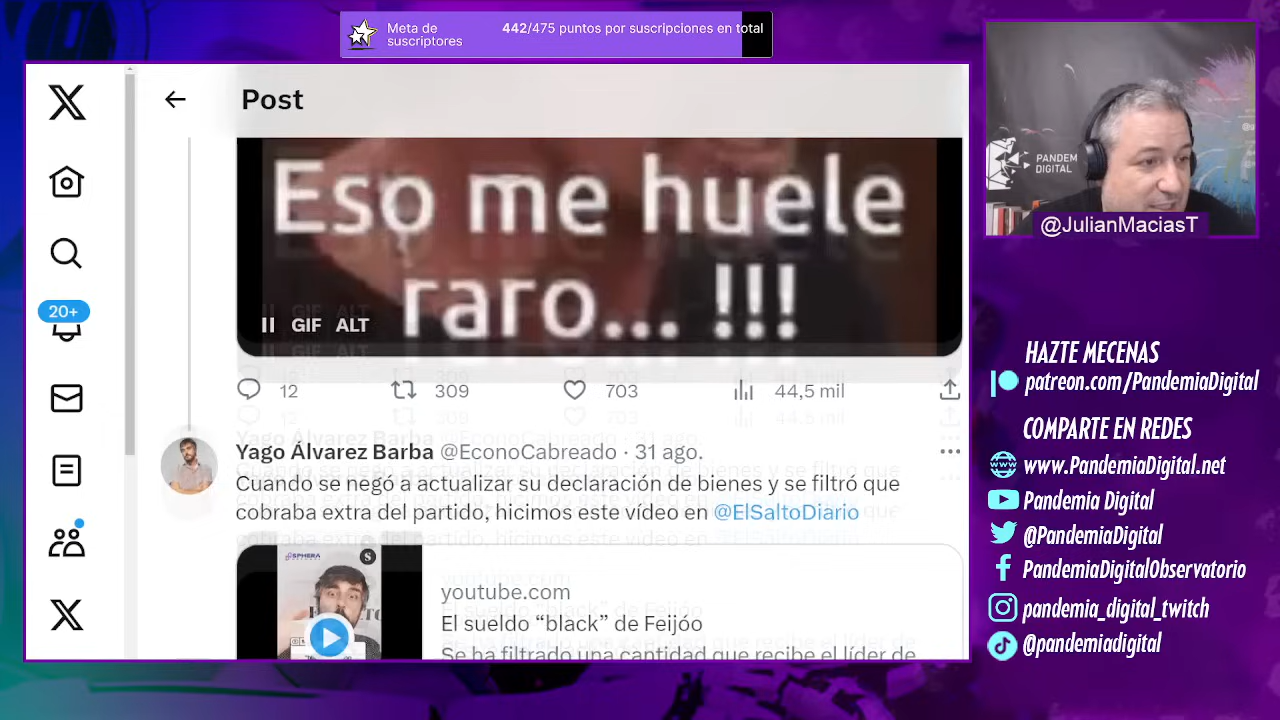 Meta de
suscriptores
442/475 puntos por suscripciones en total
Post
Eso me huele
raro... !!!
GIF ALT
20+
12
309
703
44,5 mil
Yago Álvarez Barba @EconoCabreado · 31 ago.
Cuando se negó a actualizar su declaración de bienes y se filtró que
cobraba extra del partido, hicimos este vídeo en @ElSaltoDiario
SPHERA
youtube.com
El sueldo “black” de Feijóo
Se ha filtrado una cantidad que recibe el líder de
PANDEM
DIGITAL
@JulianMaciasT
HAZTE MECENAS
patreon.com/PandemiaDigital
COMPARTE EN REDES
www.PandemiaDigital.net
Pandemia Digital
@PandemiaDigital
PandemiaDigitalObservatorio
pandemia_digital_twitch
@pandemiadigital